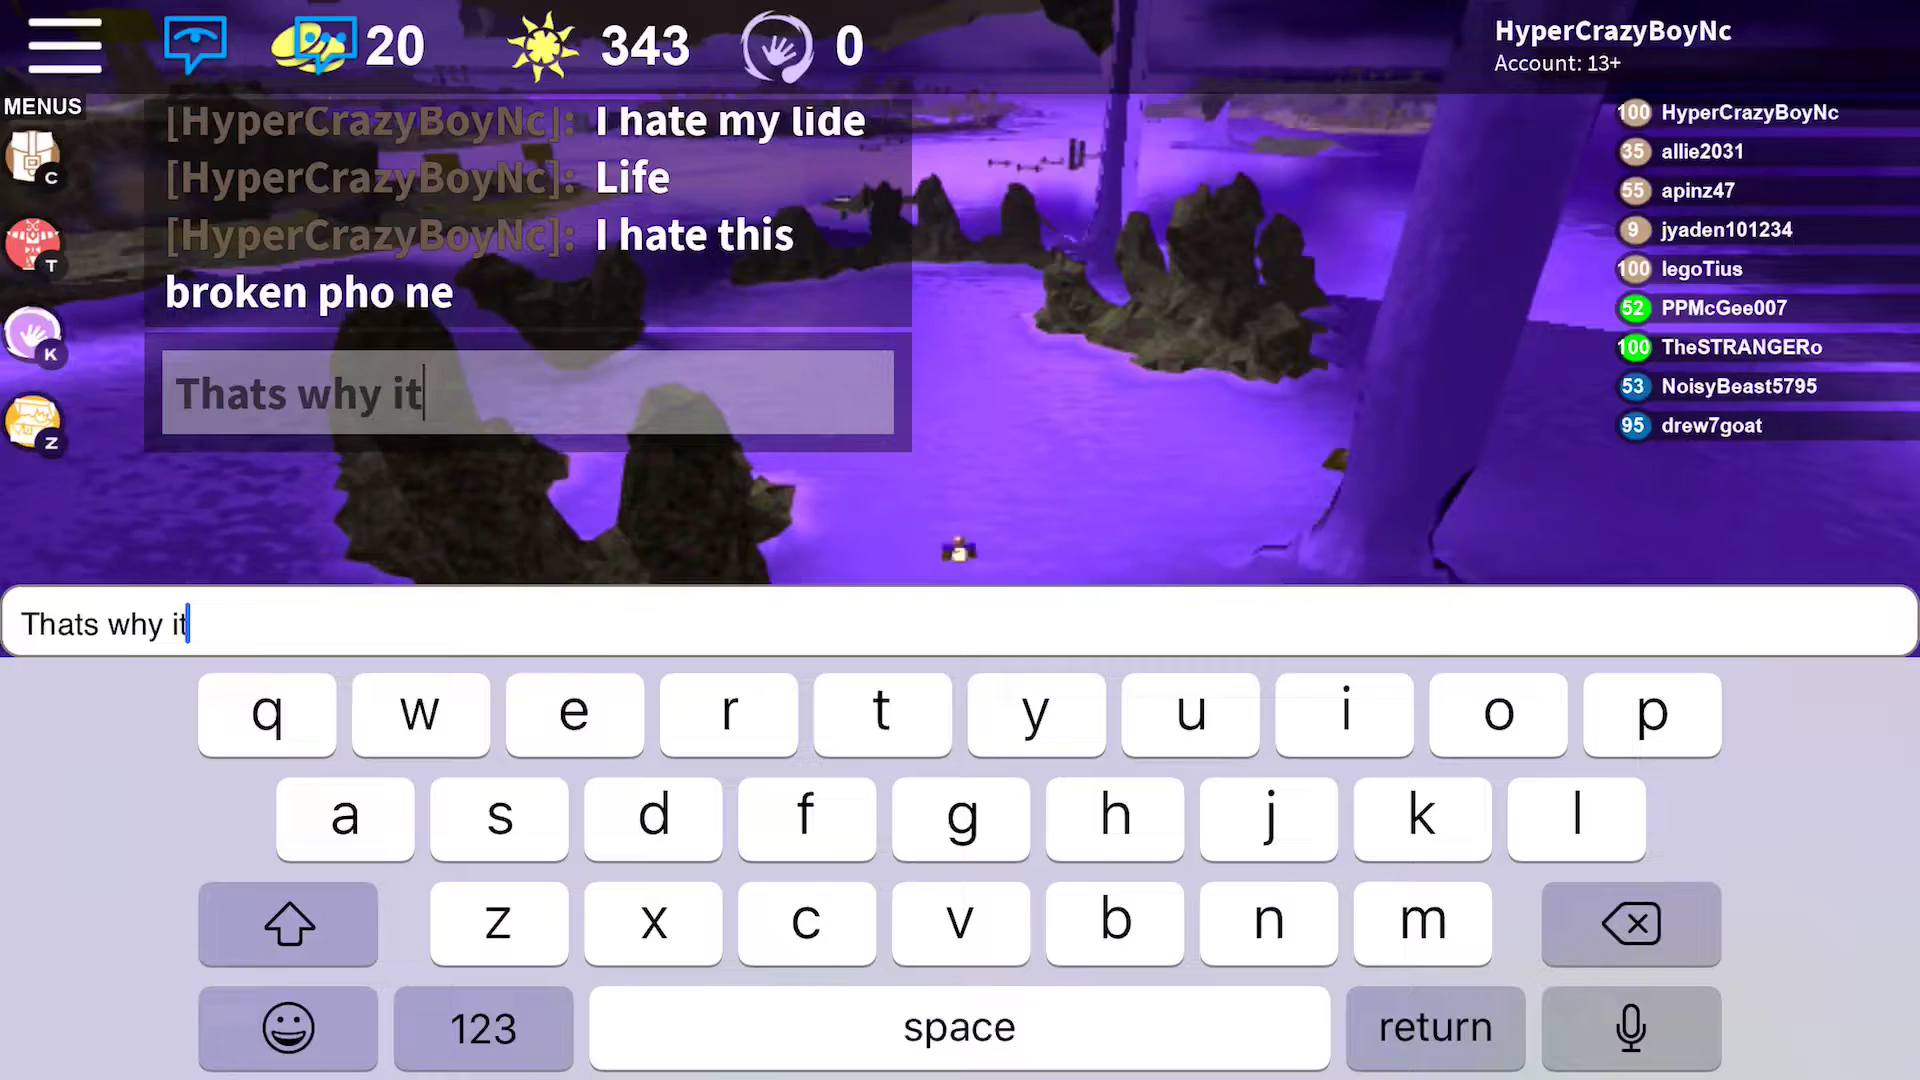 20 343 0
HyperCrazyBoyNc
Account: 13+
MENUS
C
T
K
Z
[HyperCrazyBoyNc]: I hate my lide
[HyperCrazyBoyNc]: Life
[HyperCrazyBoyNc]: I hate this
broken pho ne
Thats why it
100 HyperCrazyBoyNc
35 allie2031
55 apinz47
9 jyaden101234
100 legoTius
52 PPMcGee007
100 TheSTRANGERo
53 NoisyBeast5795
95 drew7goat
Thats why it
q w e r t y u i o p
a s d f g h j k l
z x c v b n m
123 space return